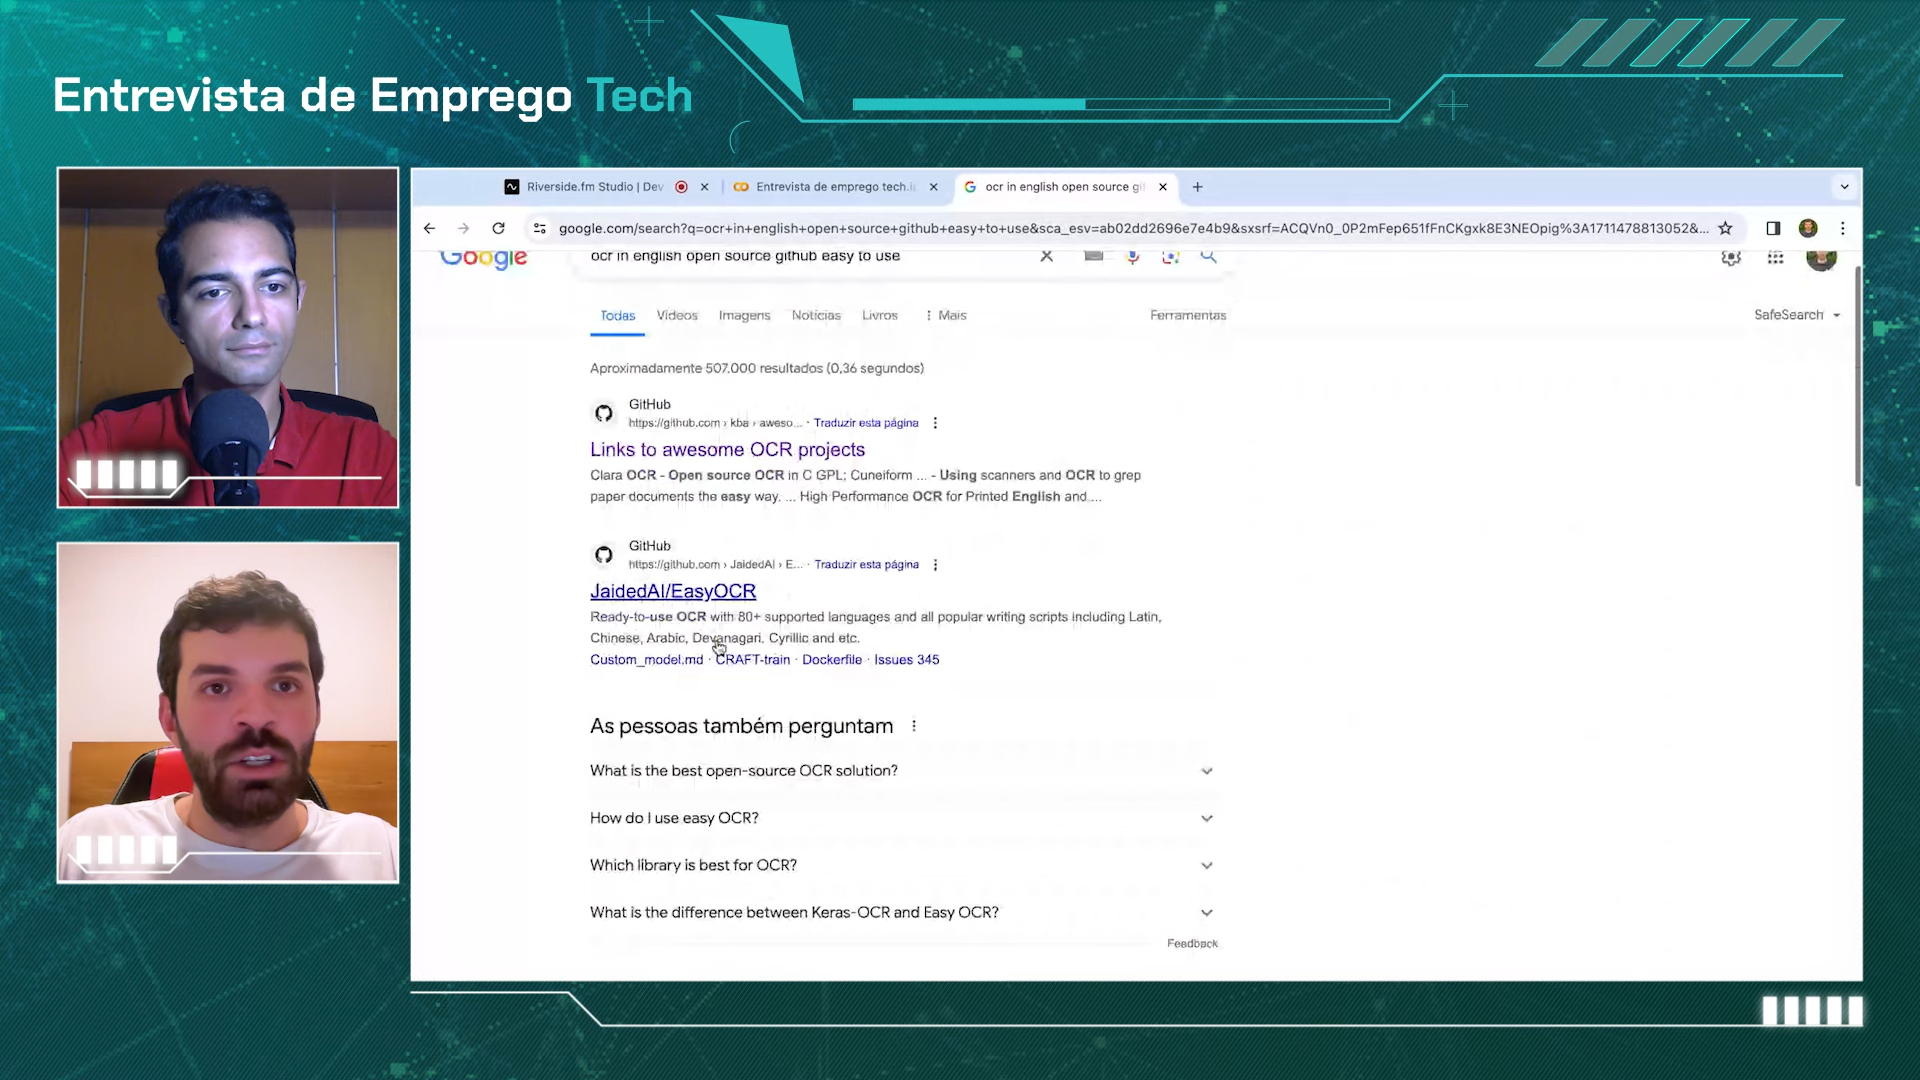 Entrevista de Emprego Tech
Riverside.fm Studio | Dev
Entrevista de emprego tech.i
ocr in english open source gi
google.com/search?q=ocr+in+english+open+source+github+easy+to+use&sca_esv=ab02dd2696e7e4b9&sxsrf=ACQVn0_0P2mFep651fFnCKgxk8E3NEOpig%3A1711478813052&...
Google
ocr in english open source github easy to use
Todas
Vídeos
Imagens
Notícias
Livros
Mais
Ferramentas
SafeSearch
Aproximadamente 507.000 resultados (0,36 segundos)
GitHub
https://github.com › kba › aweso... · Traduzir esta página
Links to awesome OCR projects
Clara OCR - Open source OCR in C GPL; Cuneiform ... - Using scanners and OCR to grep
paper documents the easy way. ... High Performance OCR for Printed English and ...
GitHub
https://github.com › JaidedAI › E... · Traduzir esta página
JaidedAI/EasyOCR
Ready-to-use OCR with 80+ supported languages and all popular writing scripts including Latin,
Chinese, Arabic, Devanagari, Cyrillic and etc.
Custom_model.md · CRAFT-train · Dockerfile · Issues 345
As pessoas também perguntam
What is the best open-source OCR solution?
How do I use easy OCR?
Which library is best for OCR?
What is the difference between Keras-OCR and Easy OCR?
Feedback